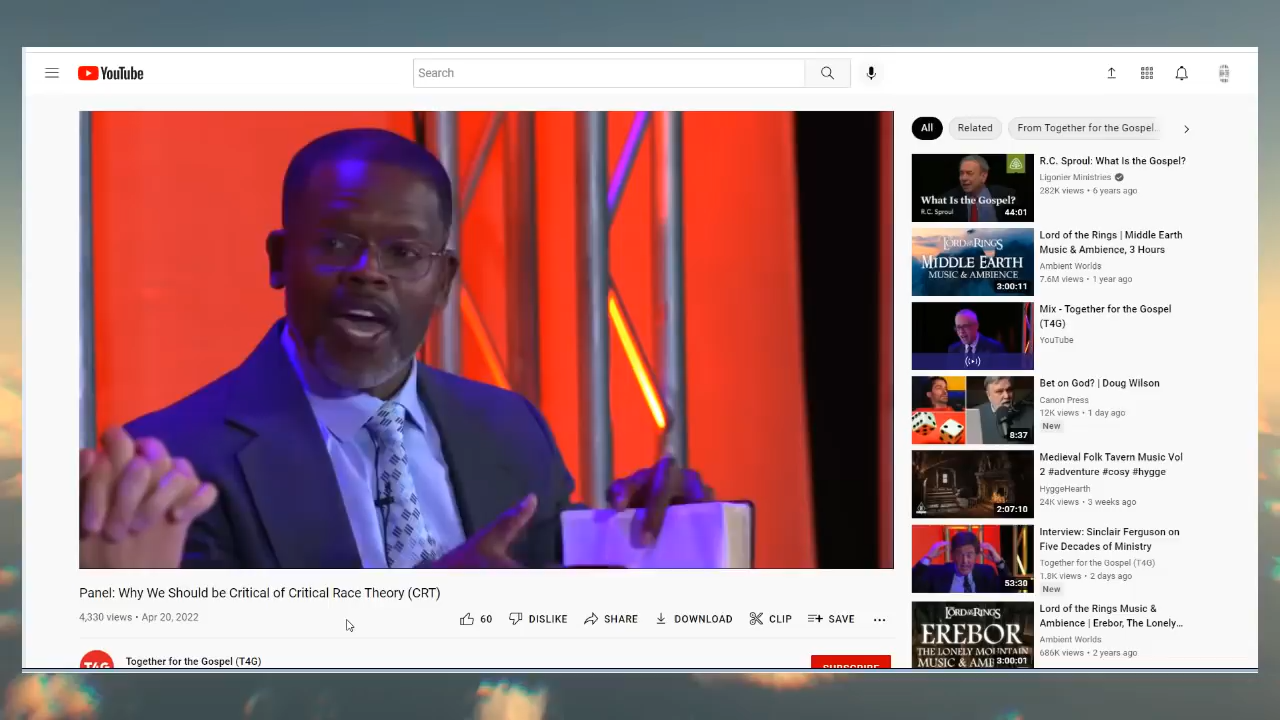 YouTube
Search
All
Related
From Together for the Gospel..
What Is the Gospel?
R.C. Sproul
44:01
R.C. Sproul: What Is the Gospel?
Ligonier Ministries
282K views • 6 years ago
LORD of the RINGS
MIDDLE EARTH
MUSIC & AMBIENCE
3:00:11
Lord of the Rings | Middle Earth
Music & Ambience, 3 Hours
Ambient Worlds
7.6M views • 1 year ago
Mix - Together for the Gospel
(T4G)
YouTube
8:37
Bet on God? | Doug Wilson
Canon Press
12K views • 1 day ago
New
2:07:10
Medieval Folk Tavern Music Vol
2 #adventure #cosy #hygge
HyggeHearth
24K views • 3 weeks ago
53:30
Interview: Sinclair Ferguson on
Five Decades of Ministry
Together for the Gospel (T4G)
1.8K views • 2 days ago
New
LORD of the RINGS
EREBOR
THE LONELY MOUNTAIN
MUSIC & AMB
3:00:01
Lord of the Rings Music &
Ambience | Erebor, The Lonely...
Ambient Worlds
686K views • 2 years ago
Panel: Why We Should be Critical of Critical Race Theory (CRT)
4,330 views • Apr 20, 2022
60
DISLIKE
SHARE
DOWNLOAD
CLIP
SAVE
T4G
Together for the Gospel (T4G)
SUBSCRIBE